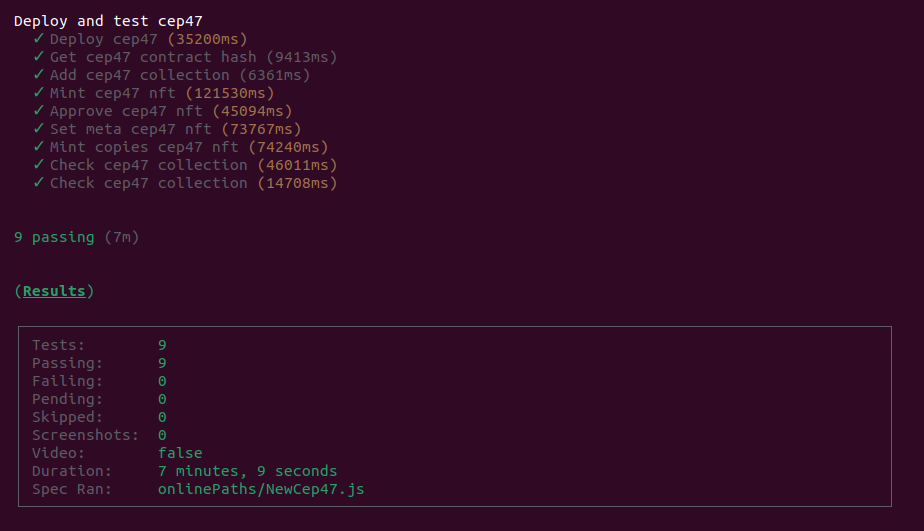 Deploy and test cep47
✓ Deploy cep47 (35200ms)
✓ Get cep47 contract hash (9413ms)
✓ Add cep47 collection (6361ms)
✓ Mint cep47 nft (121530ms)
✓ Approve cep47 nft (45094ms)
✓ Set meta cep47 nft (73767ms)
✓ Mint copies cep47 nft (74240ms)
✓ Check cep47 collection (46011ms)
✓ Check cep47 collection (14708ms)
9 passing (7m)
(Results)
Tests: 9
Passing: 9
Failing: 0
Pending: 0
Skipped: 0
Screenshots: 0
Video: false
Duration: 7 minutes, 9 seconds
Spec Ran: onlinePaths/NewCep47.js